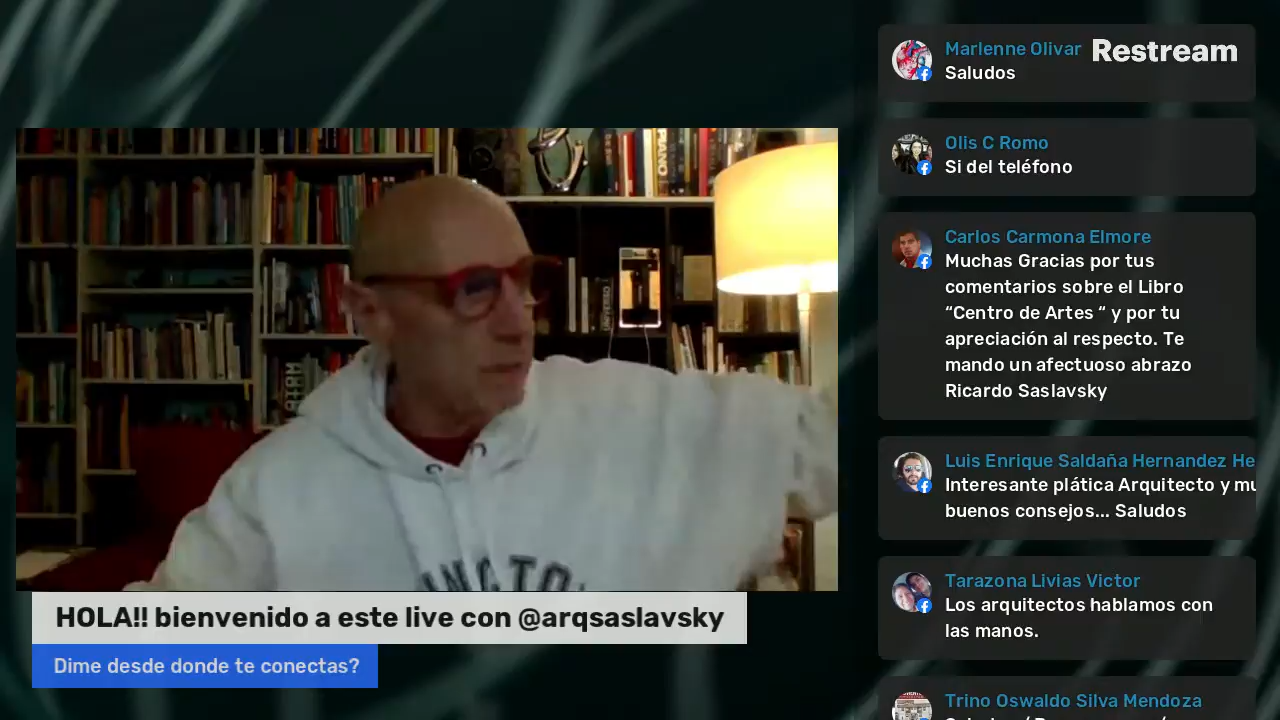 Marlenne Olivar
Restream
Saludos
Olis C Romo
Si del teléfono
Carlos Carmona Elmore
Muchas Gracias por tus
comentarios sobre el Libro
“Centro de Artes “ y por tu
apreciación al respecto. Te
mando un afectuoso abrazo
Ricardo Saslavsky
Luis Enrique Saldaña Hernandez He
Interesante plática Arquitecto y mu
buenos consejos... Saludos
Tarazona Livias Victor
Los arquitectos hablamos con
las manos.
Trino Oswaldo Silva Mendoza
PIANO
UNIVERSO
HOLA!! bienvenido a este live con @arqsaslavsky
Dime desde donde te conectas?